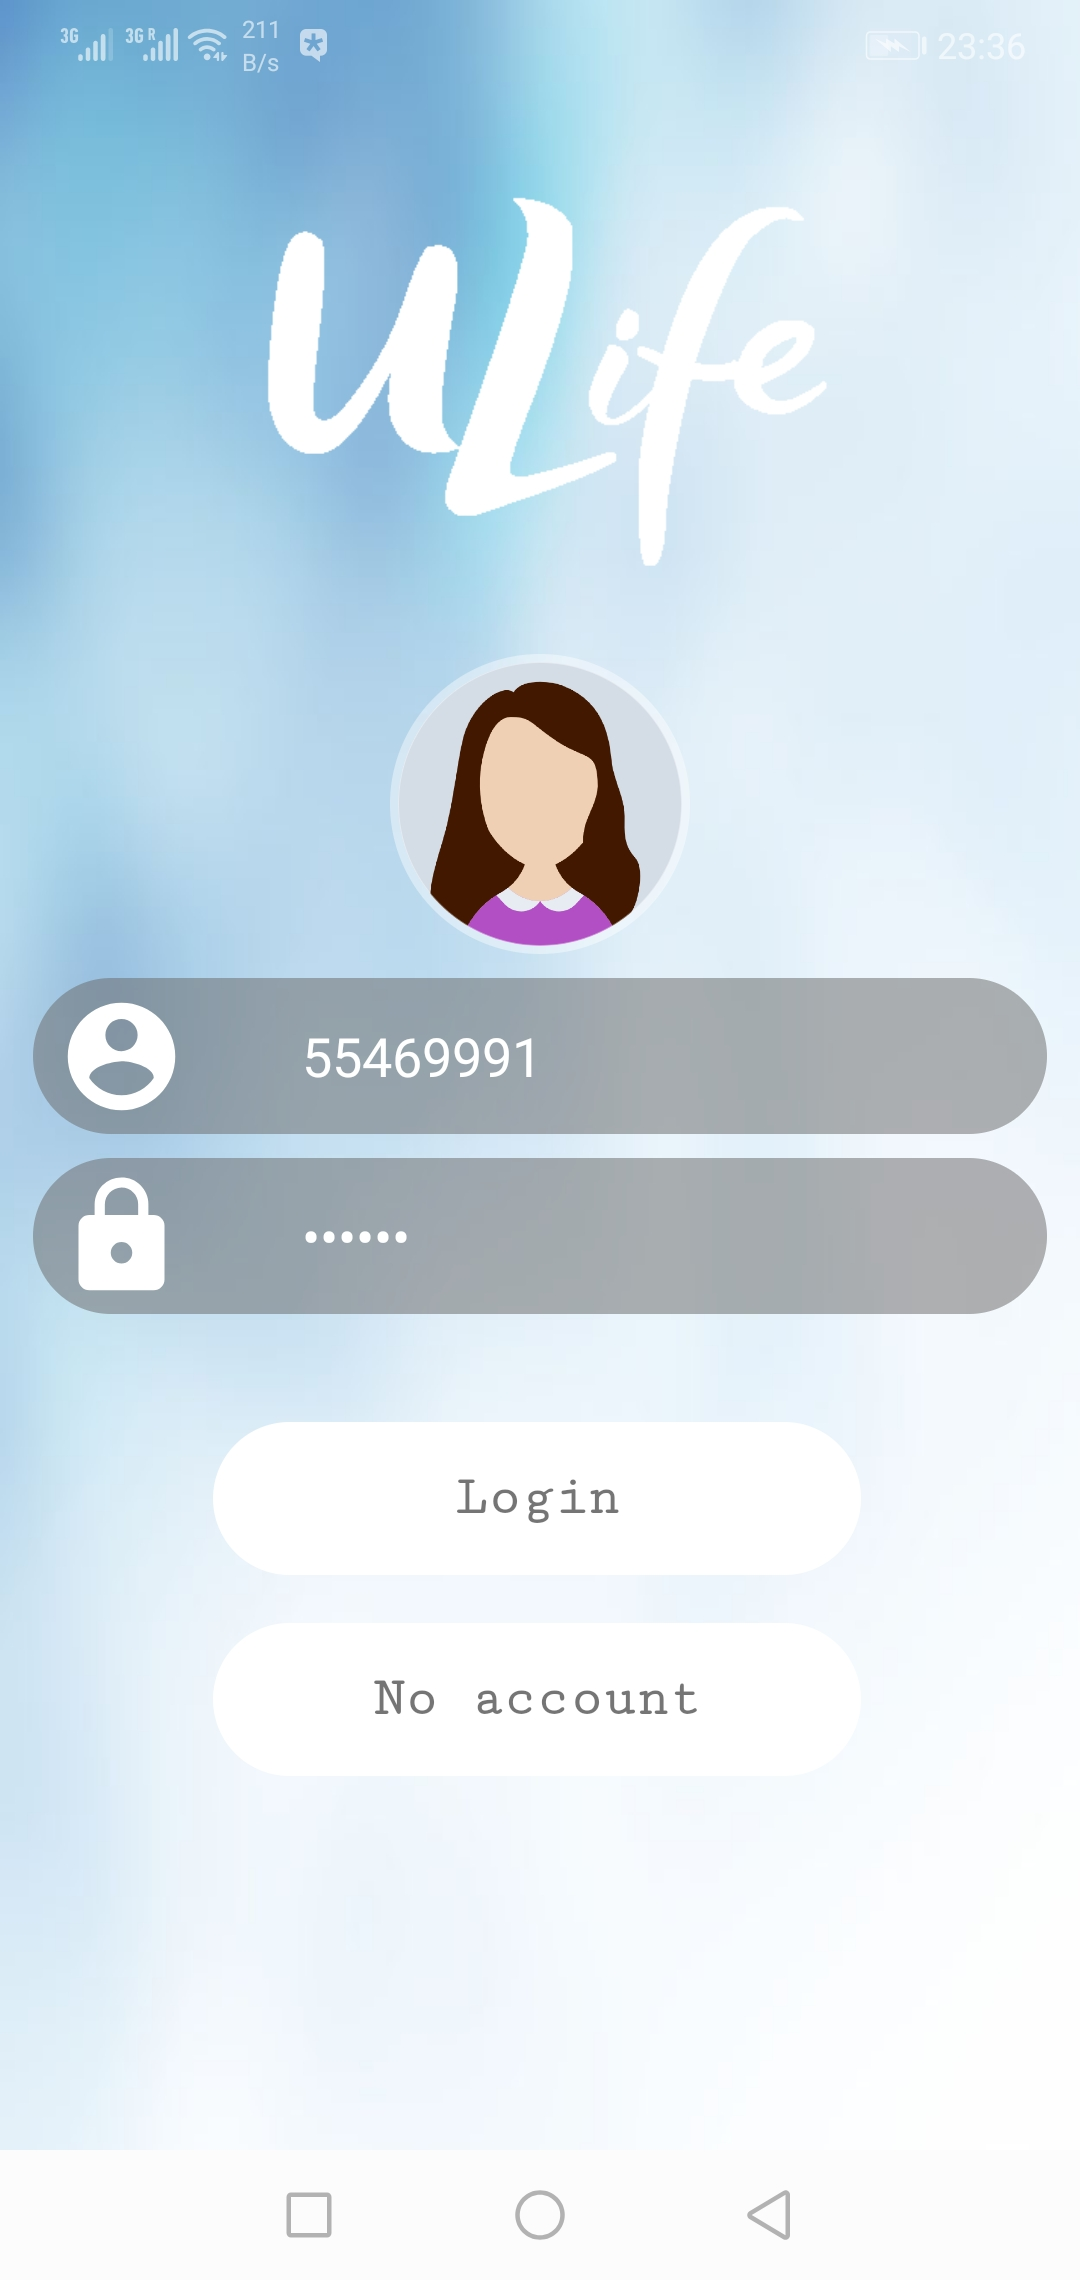 3G 3G R 211 B/s 23:36
uLife
55469991
••••••
Login
No account